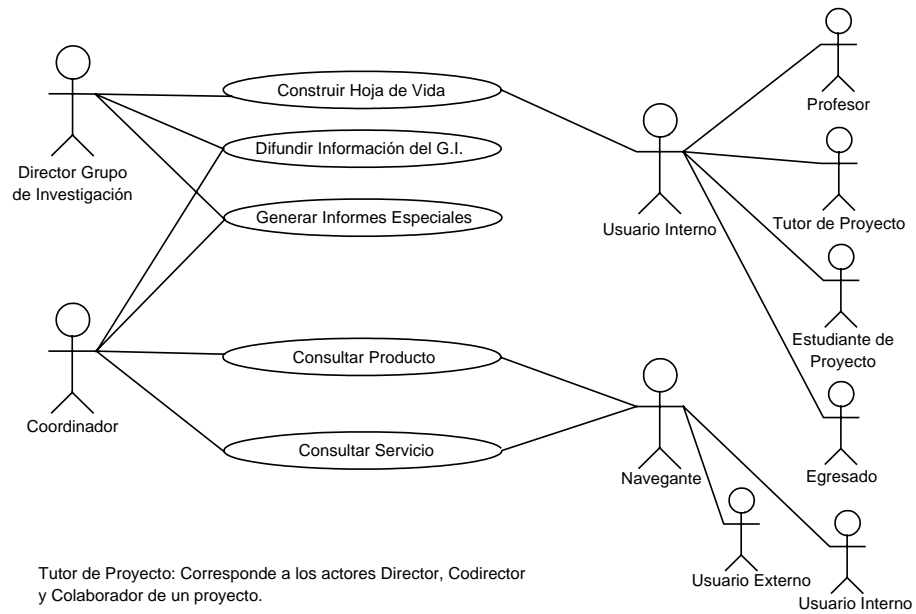 Construir Hoja de Vida
Profesor
Difundir Información del G.I.
Director Grupo
de Investigación
Generar Informes Especiales
Usuario Interno
Tutor de Proyecto
Estudiante de
Proyecto
Consultar Producto
Coordinador
Consultar Servicio
Navegante
Egresado
Usuario Externo
Usuario Interno
Tutor de Proyecto: Corresponde a los actores Director, Codirector
y Colaborador de un proyecto.